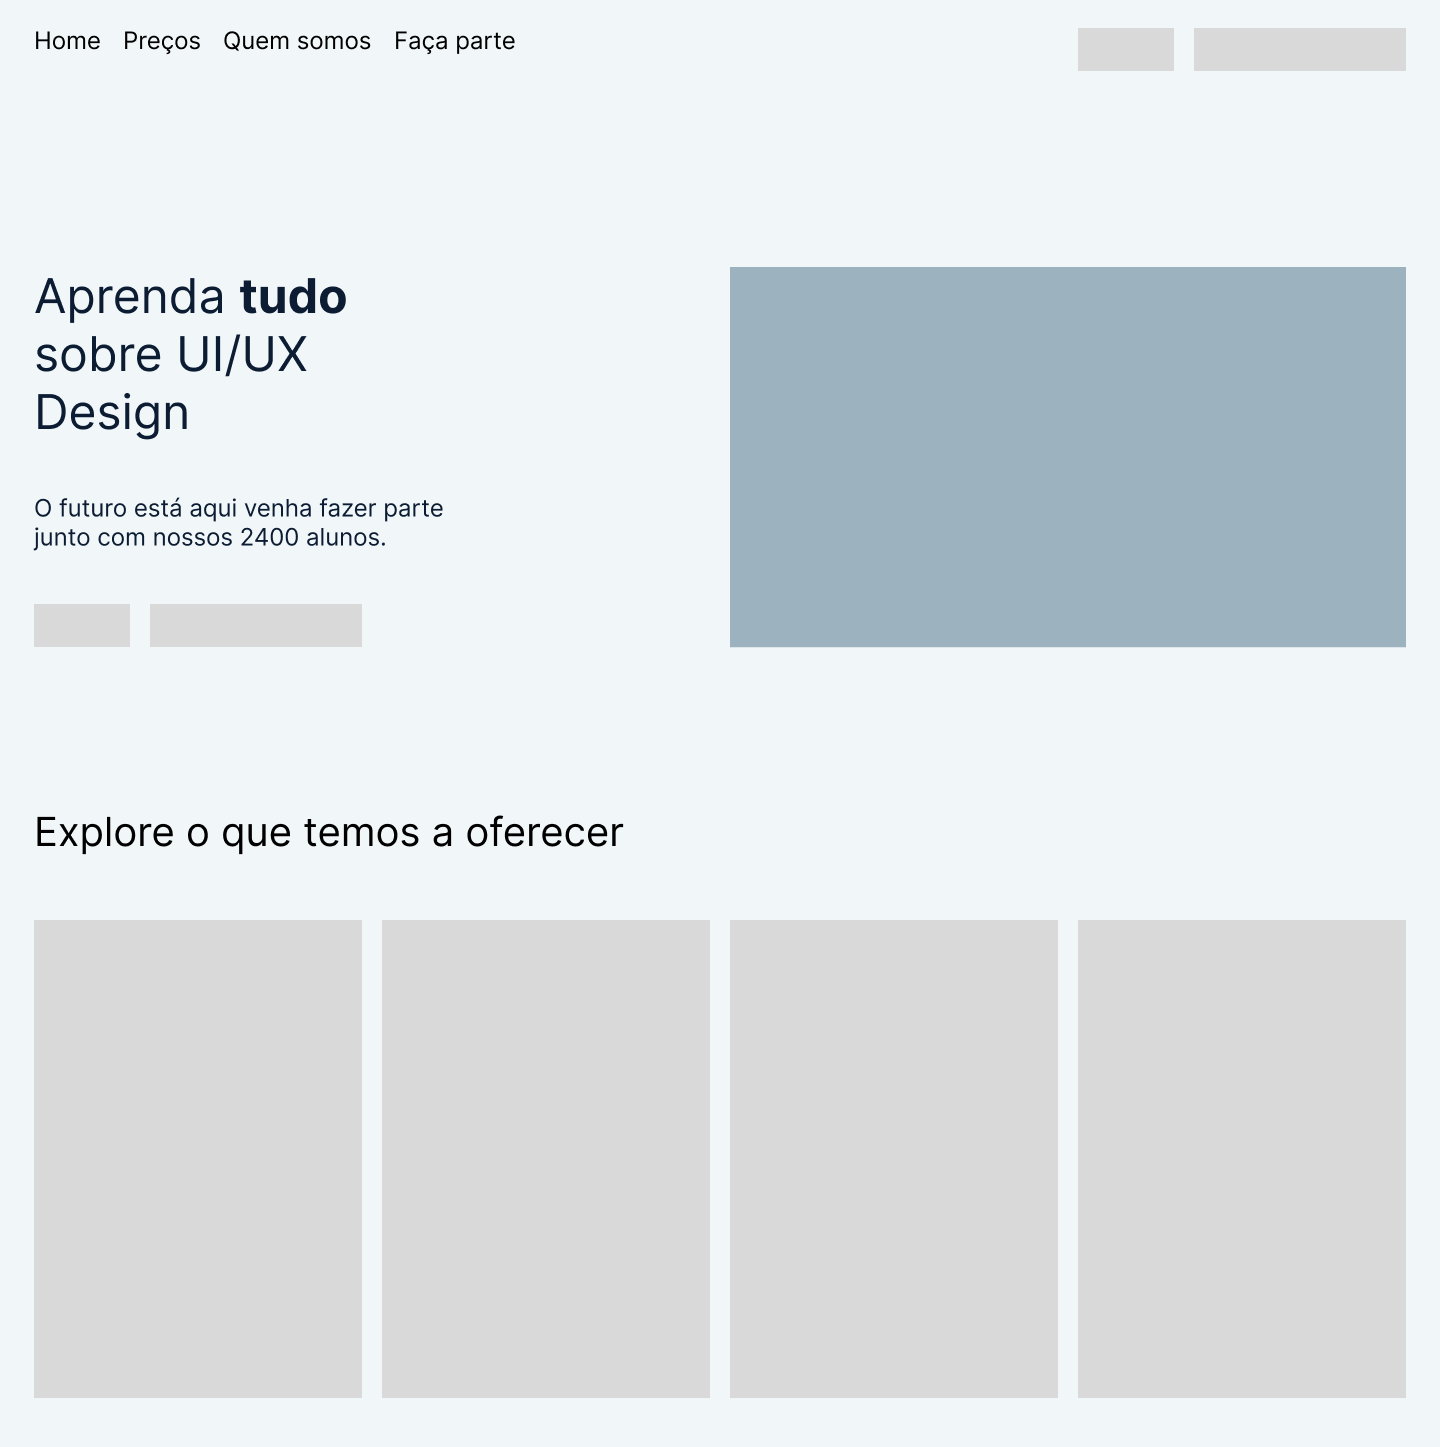 Home Preços Quem somos Faça parte
Aprenda tudo
sobre UI/UX
Design
O futuro está aqui venha fazer parte
junto com nossos 2400 alunos.
Explore o que temos a oferecer